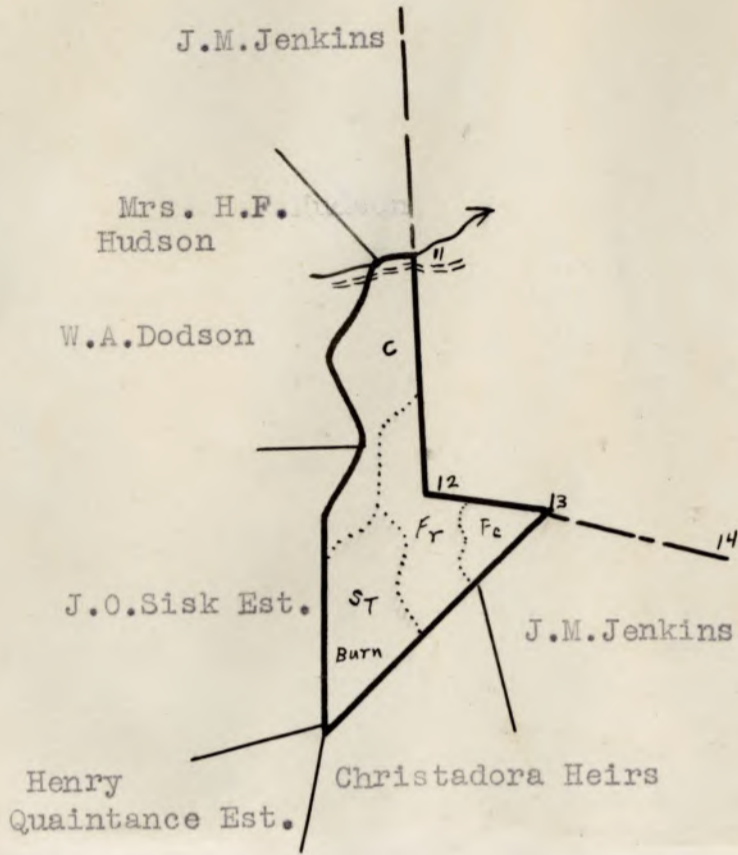 J.M.Jenkins
Mrs. H.F.
Hudson
11
W.A.Dodson
C
12
13
Fr
Fc
14
J.O.Sisk Est.
ST
J.M.Jenkins
Burn
Henry
Quaintance Est.
Christadora Heirs